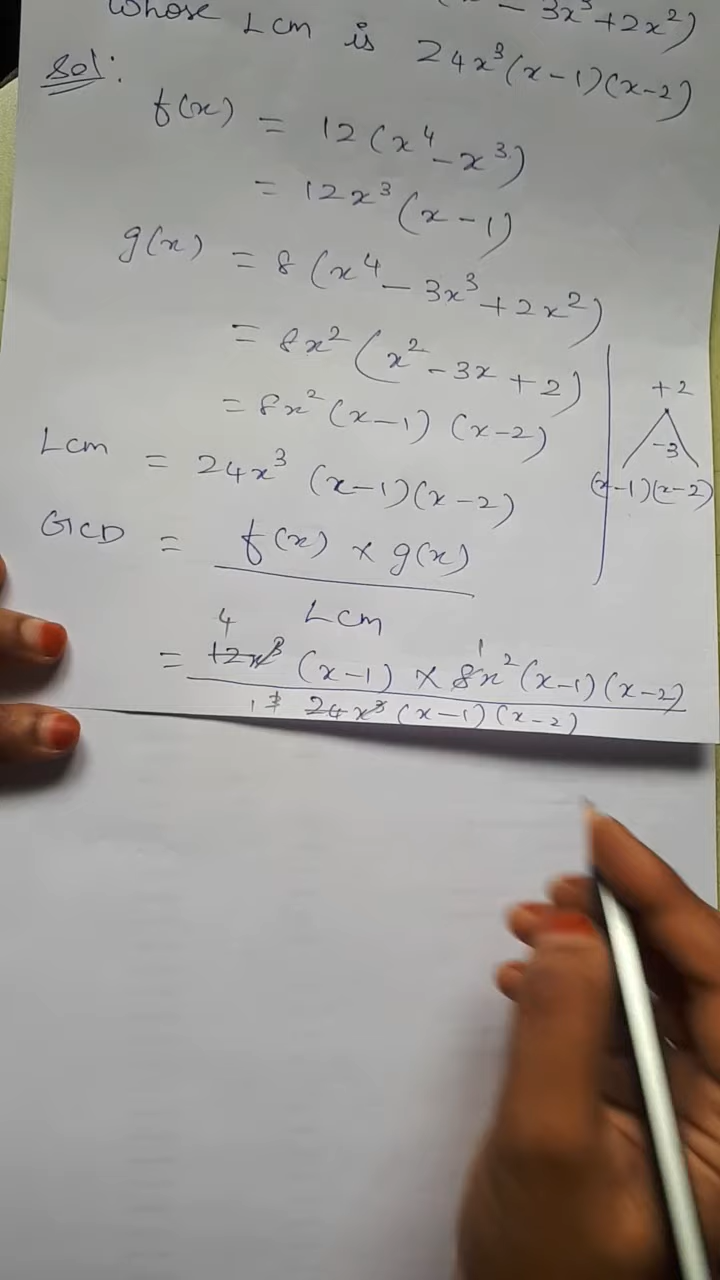 - 3x³ + 2x²)
Whose Lcm is 24x³(x-1)(x-2)
Sol:
f(x) = 12(x⁴ - x³)
= 12x³(x-1)
g(x) = 8(x⁴ - 3x³ + 2x²)
= 8x²(x² - 3x + 2)
+2
-3
(x-1)(x-2)
= 8x²(x-1)(x-2)
Lcm = 24x³(x-1)(x-2)
GCD = f(x) × g(x)
Lcm
4 1
= 12x³(x-1) × 8x²(x-1)(x-2)
1 24x³(x-1)(x-2)